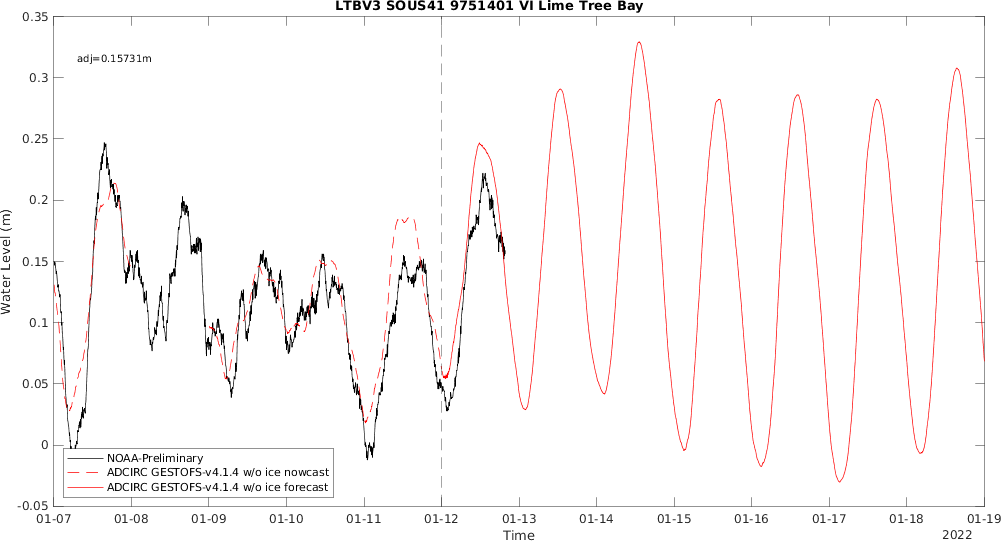 LTBV3 SOUS41 9751401 VI Lime Tree Bay
adj=0.15731m
Water Level (m)
0.35
0.3
0.25
0.2
0.15
0.1
0.05
0
-0.05
NOAA-Preliminary
ADCIRC GESTOFS-v4.1.4 w/o ice nowcast
ADCIRC GESTOFS-v4.1.4 w/o ice forecast
01-07 01-08 01-09 01-10 01-11 01-12 01-13 01-14 01-15 01-16 01-17 01-18 01-19
Time
2022